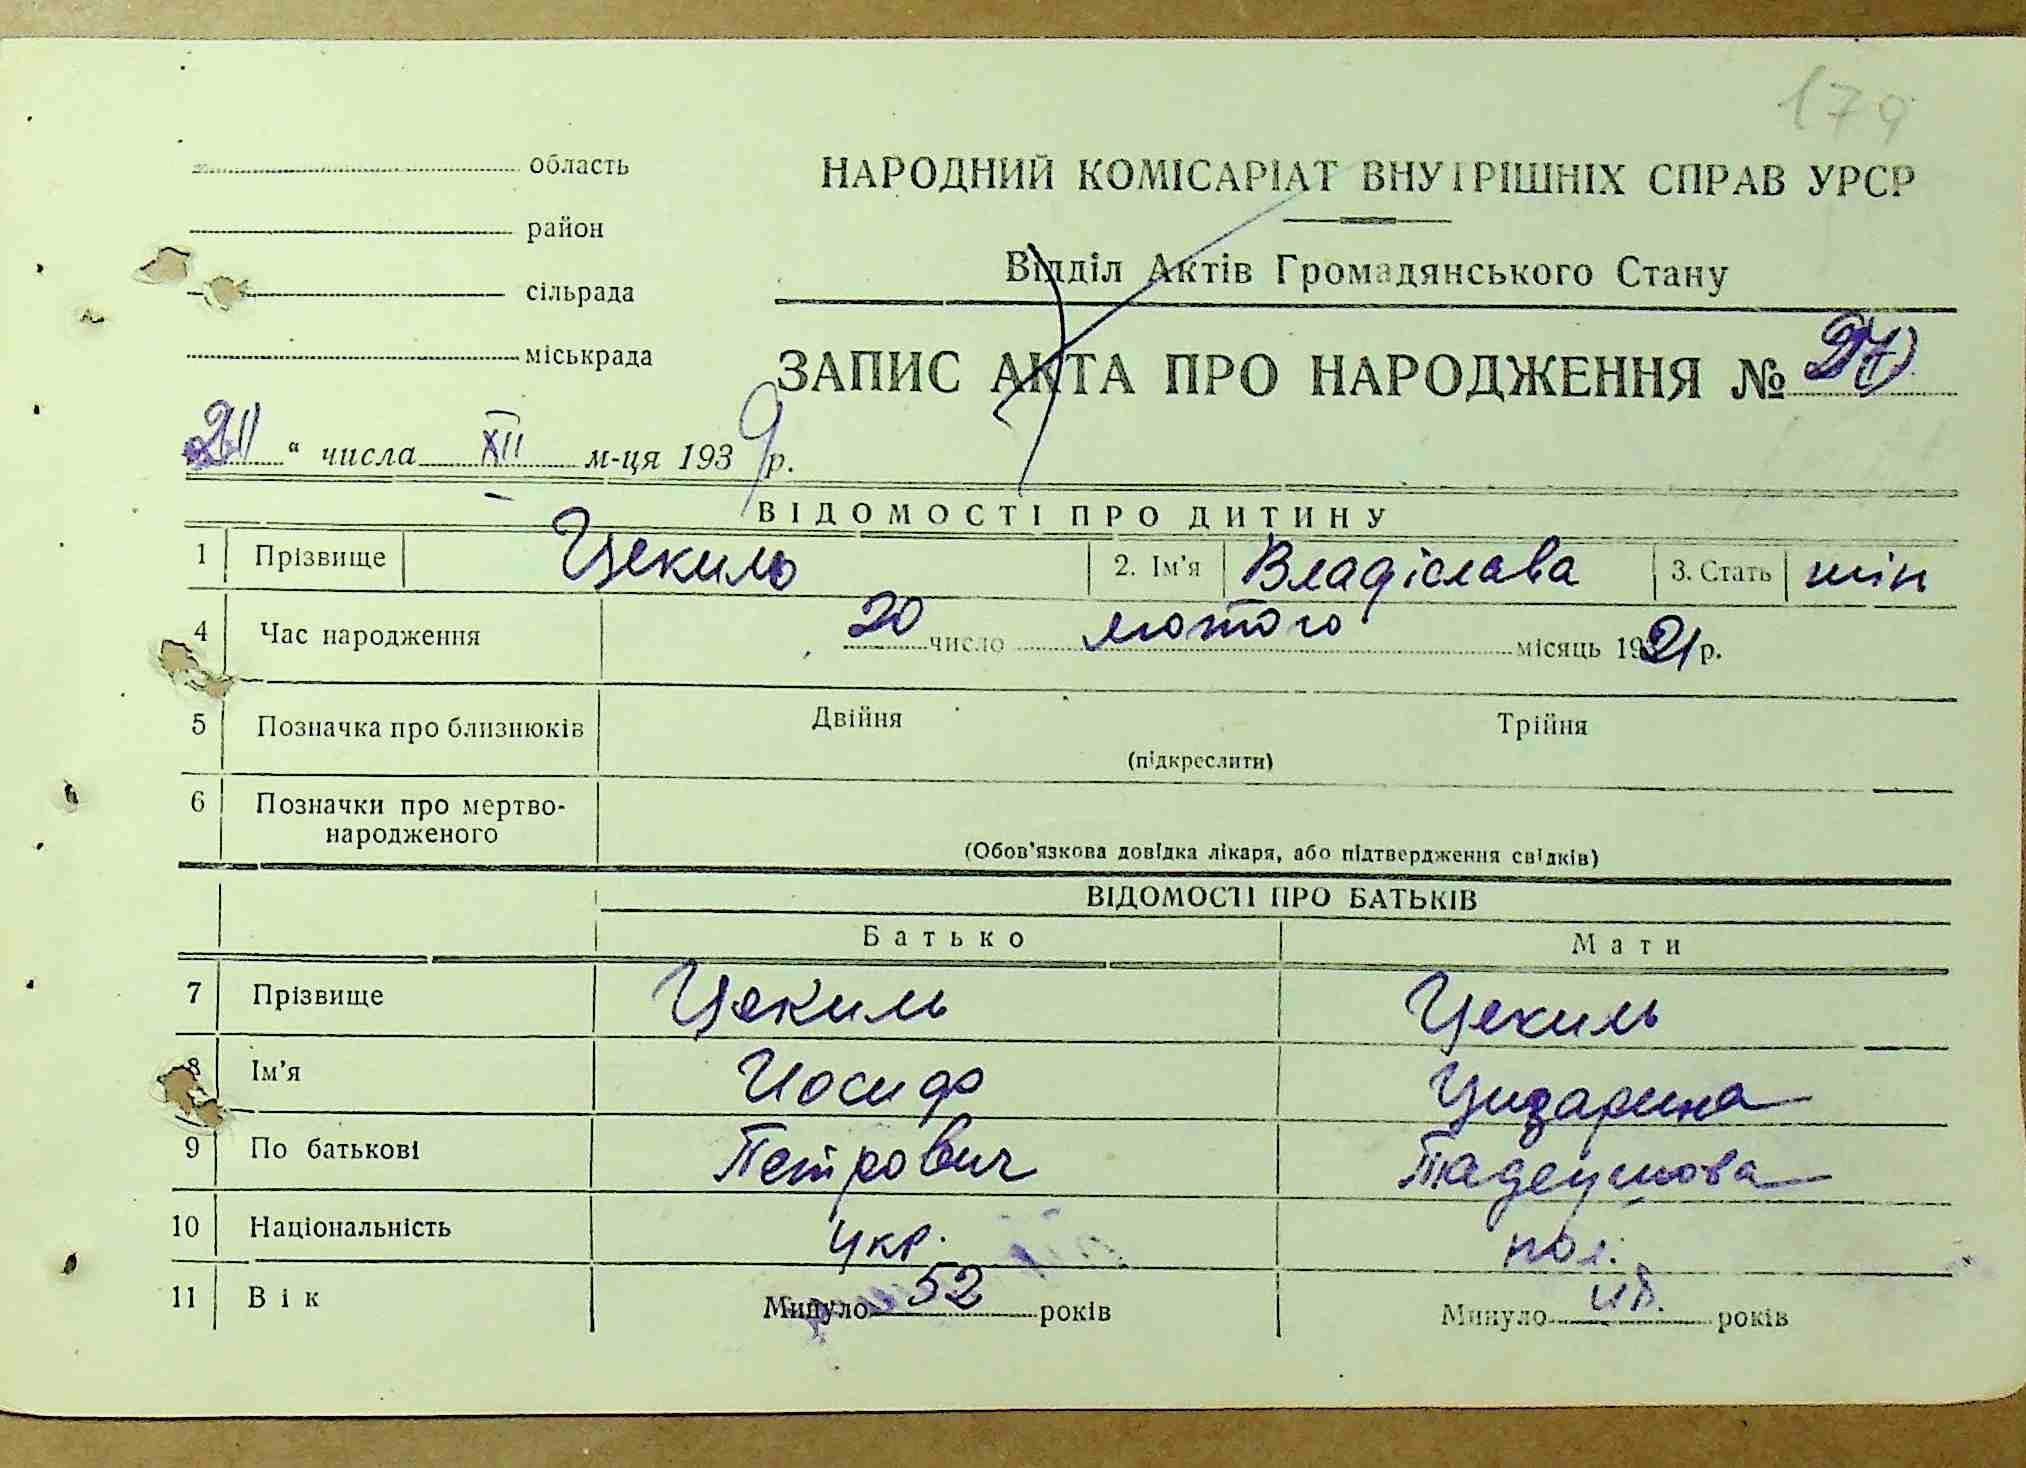 179
область
район
сільрада
міськрада
НАРОДНИЙ КОМІСАРІАТ ВНУТРІШНІХ СПРАВ УРСР
Відділ Актів Громадянського Стану
ЗАПИС АКТА ПРО НАРОДЖЕННЯ № 27
“ числа XII м-ця 1939 р.
ВІДОМОСТІ ПРО ДИТИНУ
1 Прізвище Цекиль 2. Ім’я Владіслава 3. Стать жін
4 Час народження 20 число лютого місяць 1921 р.
5 Позначка про близнюків Двійня Трійня
(підкреслити)
6 Позначки про мертво-
народженого
(Обов’язкова довідка лікаря, або підтвердження свідків)
ВІДОМОСТІ ПРО БАТЬКІВ
Батько Мати
7 Прізвище Цекиль Цекиль
8 Ім’я Иосиф Цизарина
9 По батькові Петрович Тадеушова
10 Національність укр. пол.
11 Вік Минуло 52 років Минуло років